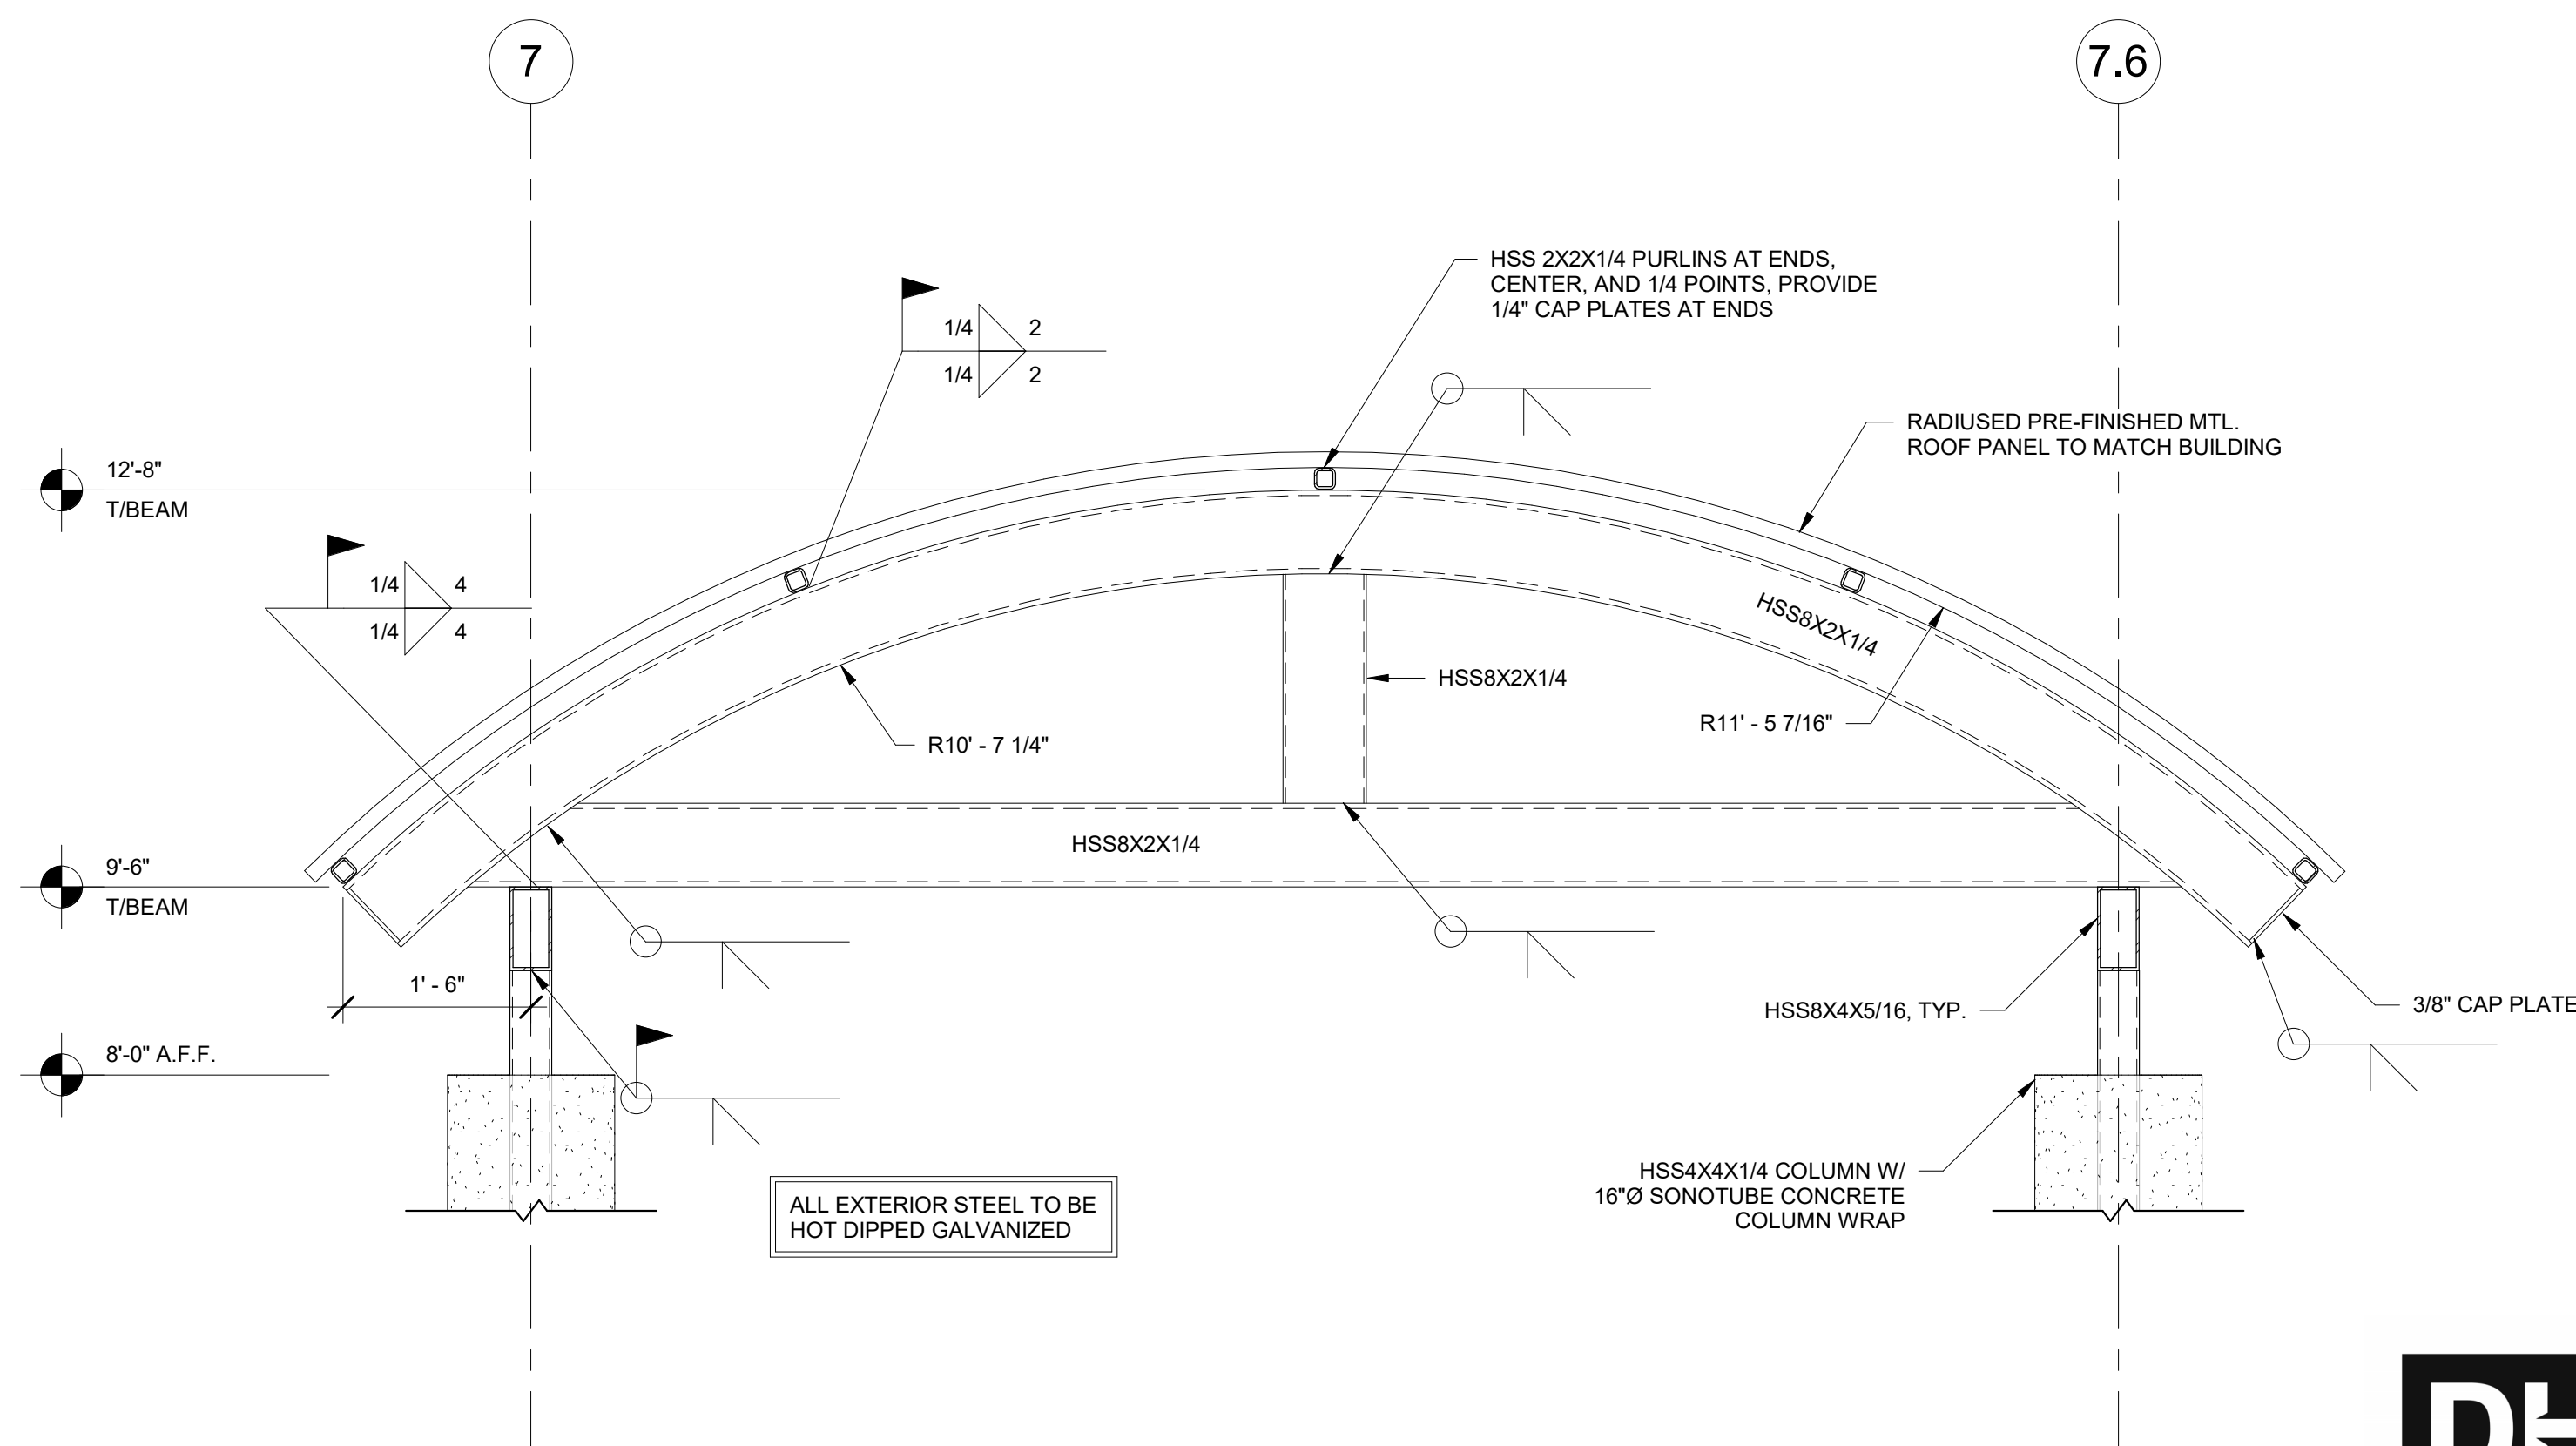 7
7.6
HSS 2X2X1/4 PURLINS AT ENDS,
CENTER, AND 1/4 POINTS, PROVIDE
1/4" CAP PLATES AT ENDS
1/4 2
1/4 2
RADIUSED PRE-FINISHED MTL.
ROOF PANEL TO MATCH BUILDING
12'-8"
T/BEAM
1/4 4
1/4 4
HSS8X2X1/4
HSS8X2X1/4
R11' - 5 7/16"
R10' - 7 1/4"
HSS8X2X1/4
9'-6"
T/BEAM
1' - 6"
HSS8X4X5/16, TYP.
3/8" CAP PLATE
8'-0" A.F.F.
HSS4X4X1/4 COLUMN W/
16"Ø SONOTUBE CONCRETE
COLUMN WRAP
ALL EXTERIOR STEEL TO BE
HOT DIPPED GALVANIZED